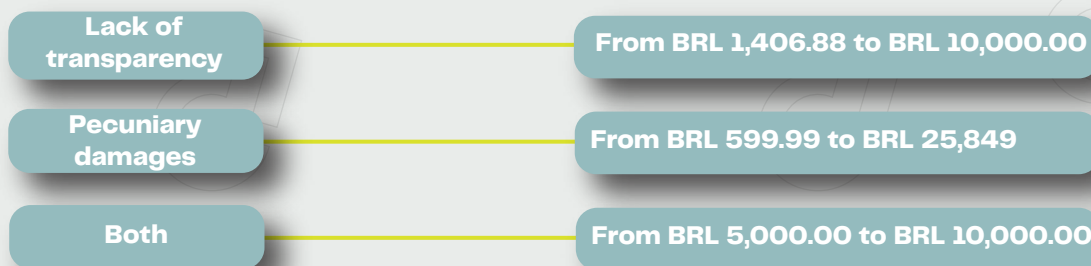 Lack of
transparency
From BRL 1,406.88 to BRL 10,000.00
Pecuniary
damages
From BRL 599.99 to BRL 25,849
Both
From BRL 5,000.00 to BRL 10,000.00